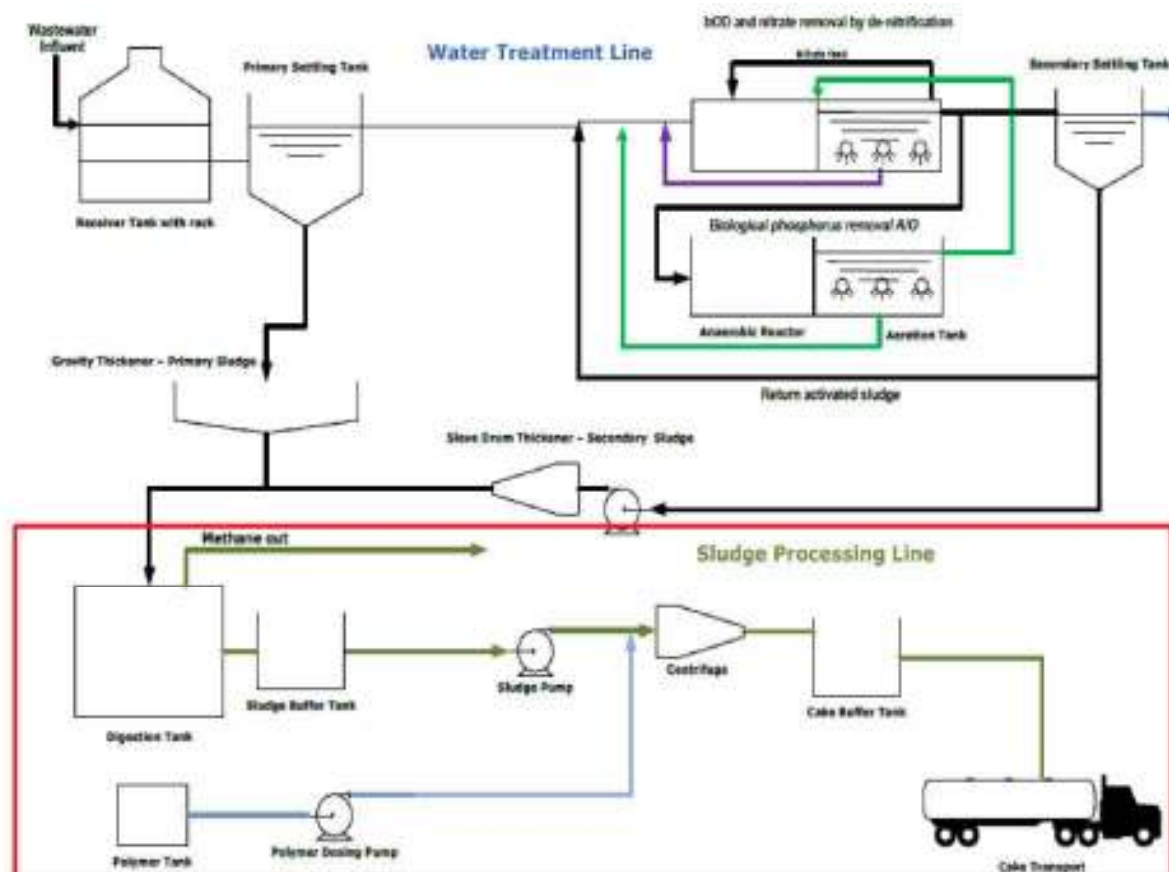 Wastewater
Influent
Primary Settling Tank
Water Treatment Line
bOD and nitrate removal by de-nitrification
Nitrate feed
Secondary Settling Tank
Receiver Tank with rack
Biological phosphorus removal A/O
Anaerobic Reactor
Aeration Tank
Gravity Thickener - Primary Sludge
Return activated sludge
Sieve Drum Thickener - Secondary Sludge
Methane out
Sludge Processing Line
Sludge Buffer Tank
Sludge Pump
Centrifuge
Cake Buffer Tank
Digestion Tank
Polymer Tank
Polymer Dosing Pump
Cake Transport